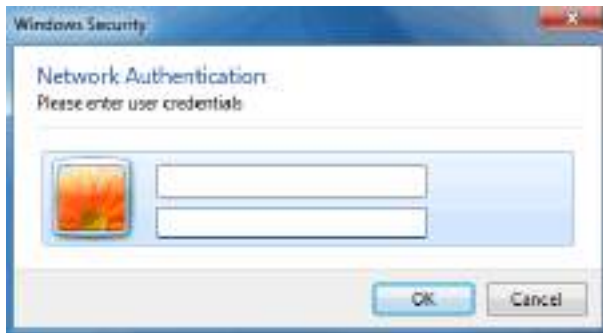 Windows Security
Network Authentication
Please enter user credentials
OK
Cancel